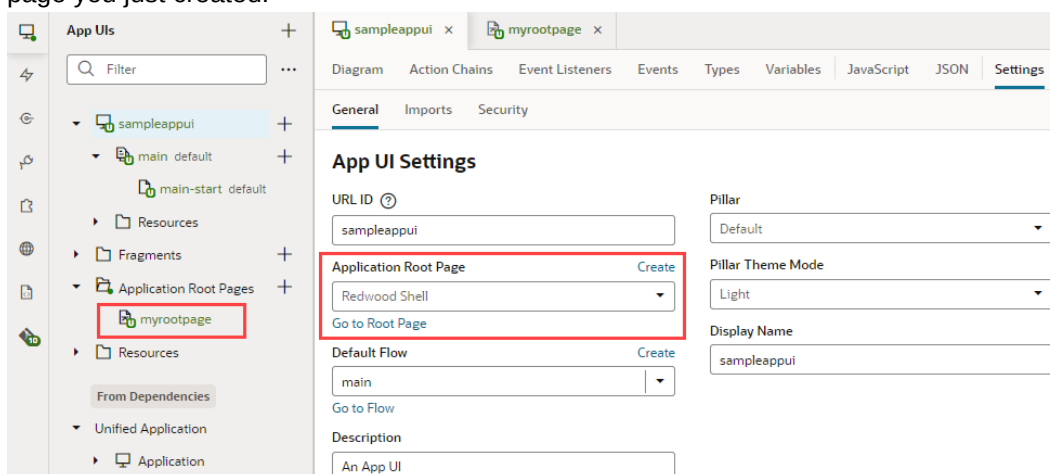 page you just created.
App UIs
Filter
sampleappui
main default
main-start default
Resources
Fragments
Application Root Pages
myrootpage
Resources
From Dependencies
Unified Application
Application
10
sampleappui
myrootpage
Diagram Action Chains Event Listeners Events Types Variables JavaScript JSON Settings
General Imports Security
App UI Settings
URL ID
sampleappui
Application Root Page Create
Redwood Shell
Go to Root Page
Default Flow Create
main
Go to Flow
Description
An App UI
Pillar
Default
Pillar Theme Mode
Light
Display Name
sampleappui